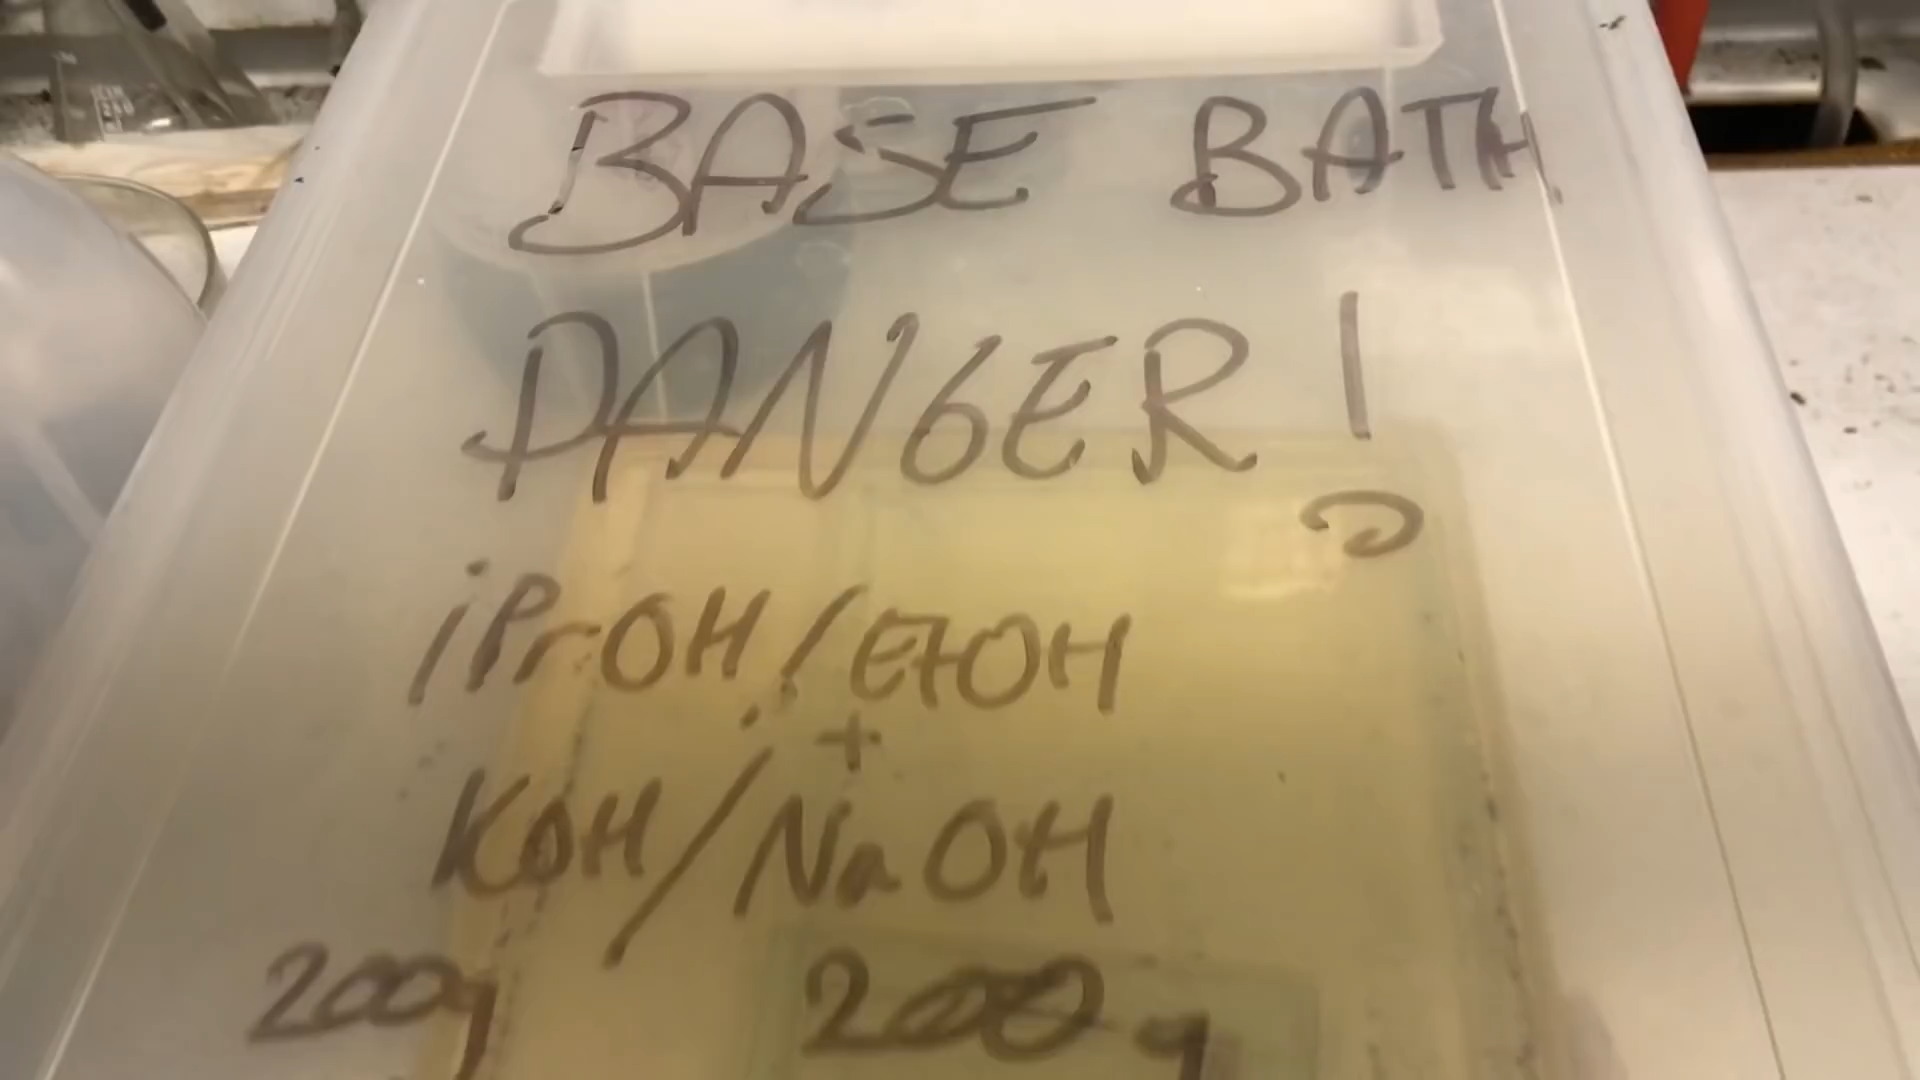 BASE BATH
DANGER!
iPrOH/EtOH
+
KOH/NaOH
200g 200g